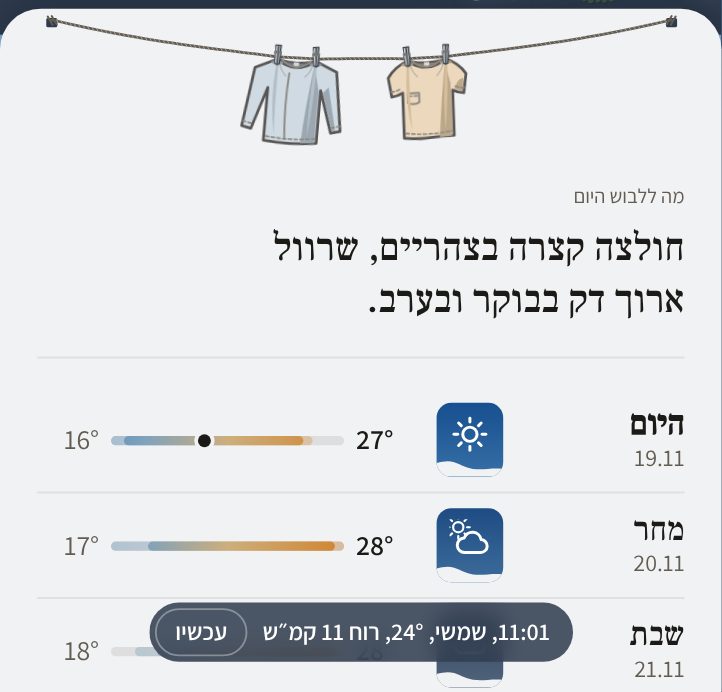 מה ללבוש היום
חולצה קצרה בצהריים, שרוול
ארוך דק בבוקר ובערב.
היום
19.11
27°
16°
מחר
20.11
28°
17°
שבת
21.11
28
18°
11:01, שמשי, 24°, רוח 11 קמ״ש
עכשיו